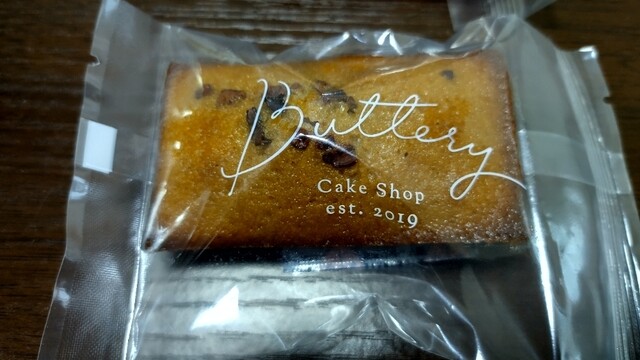 Buttery
Cake Shop
est. 2019